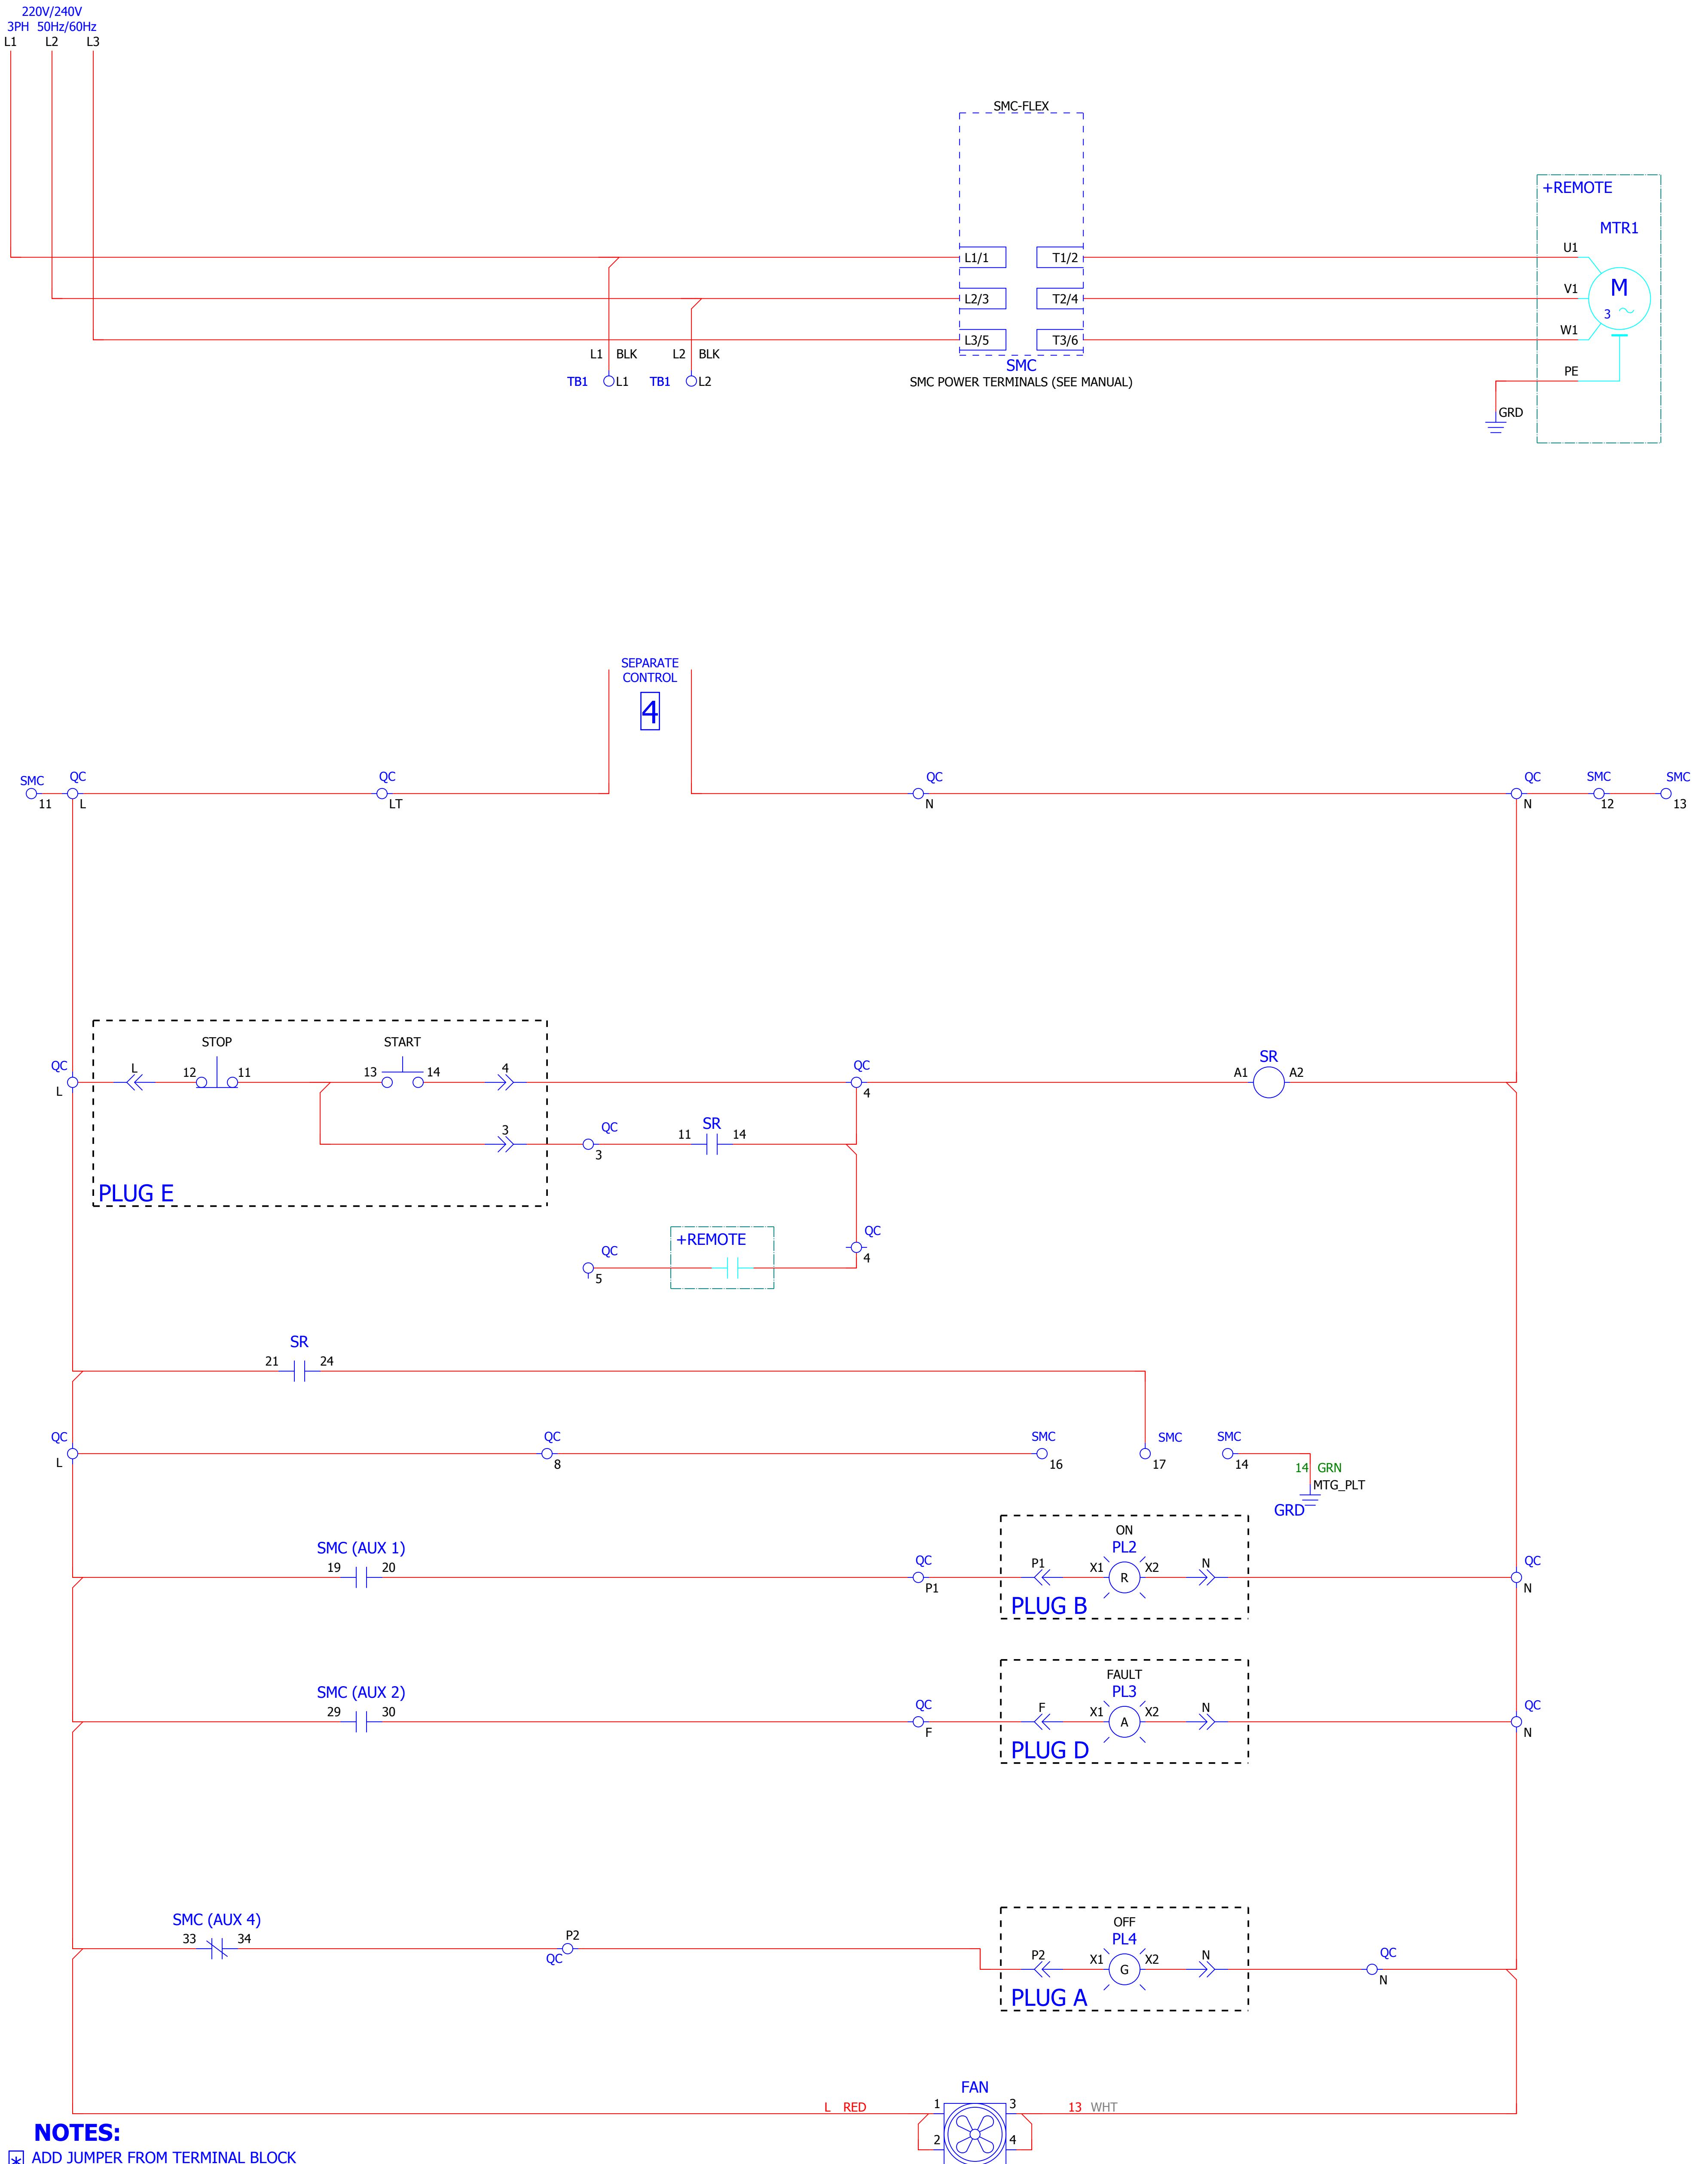 220V/240V
3PH 50Hz/60Hz
L1 L2 L3
SMC-FLEX
L1/1 T1/2
L2/3 T2/4
L3/5 T3/6
SMC
SMC POWER TERMINALS (SEE MANUAL)
+REMOTE
MTR1
U1
V1
W1
M
3
PE
GRD
L1 BLK L2 BLK
TB1 L1 TB1 L2
SEPARATE
CONTROL
4
SMC QC QC QC QC SMC SMC
11 L LT N N 12 13
STOP START
QC L 12 11 13 14 4 QC SR
L 4 A1 A2
3 QC 11 SR 14
3
PLUG E
+REMOTE
QC QC
5 4
SR
21 24
QC QC SMC SMC SMC
L 8 16 17 14
14 GRN
MTG_PLT
GRD
ON
SMC (AUX 1) PL2
19 20 QC P1 X1 R X2 N QC
P1 N
PLUG B
FAULT
SMC (AUX 2) PL3
29 30 QC F X1 A X2 N QC
F N
PLUG D
OFF
SMC (AUX 4) PL4
33 34 P2 P2 X1 G X2 N QC
QC N
PLUG A
FAN
L RED 1 3 13 WHT
2 4
NOTES:
* ADD JUMPER FROM TERMINAL BLOCK